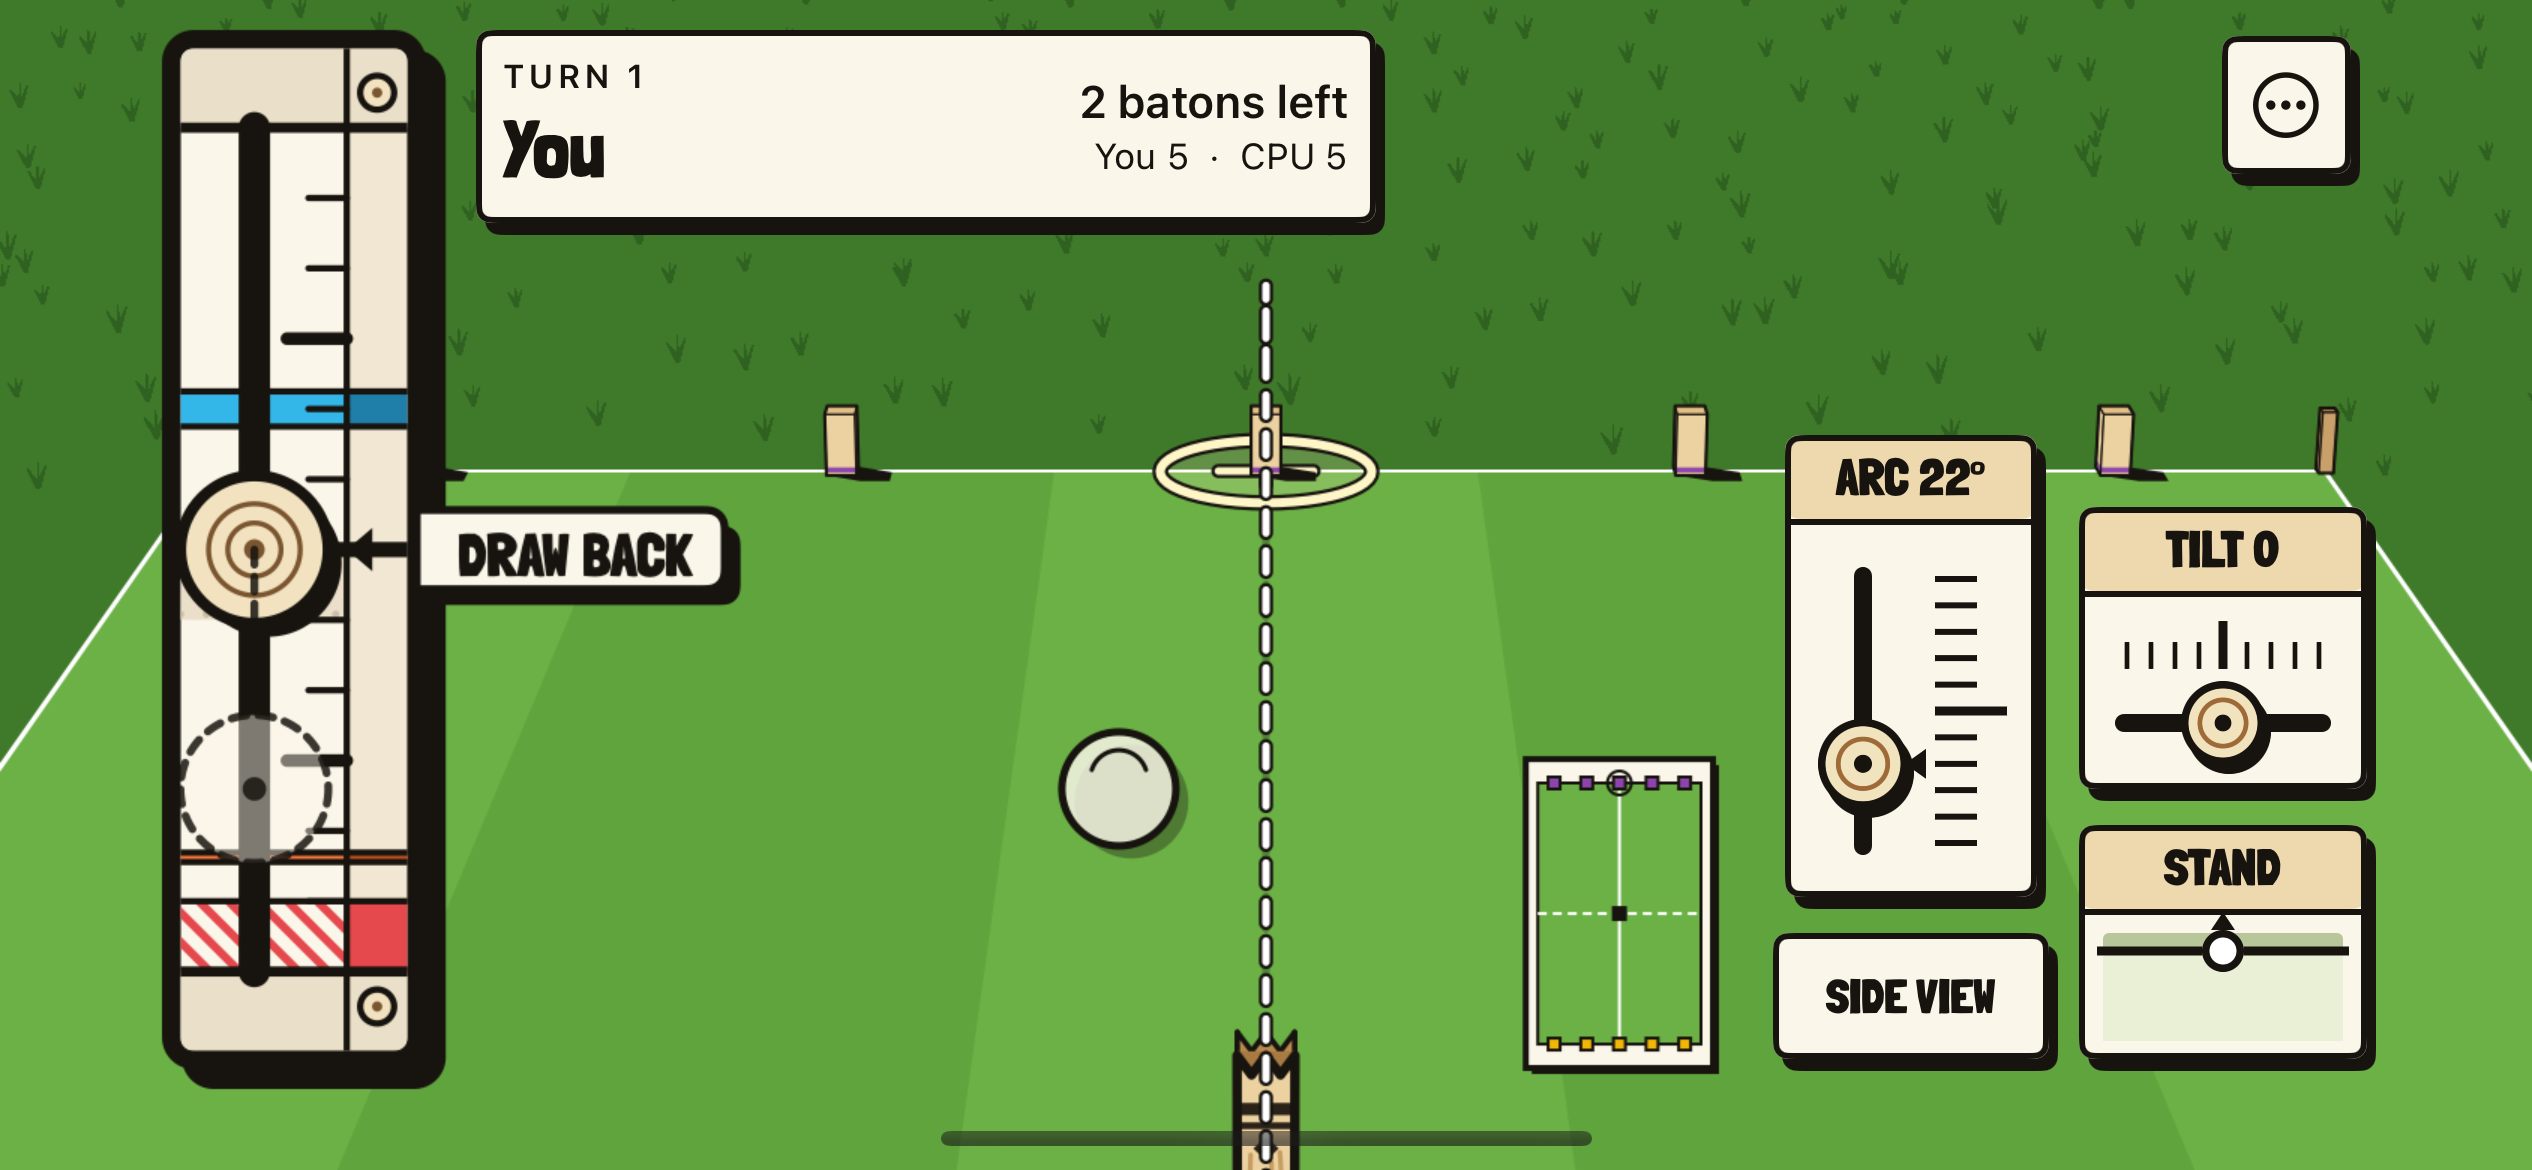 TURN 1
You
2 batons left
You 5 · CPU 5
DRAW BACK
ARC 22°
TILT 0
STAND
SIDE VIEW